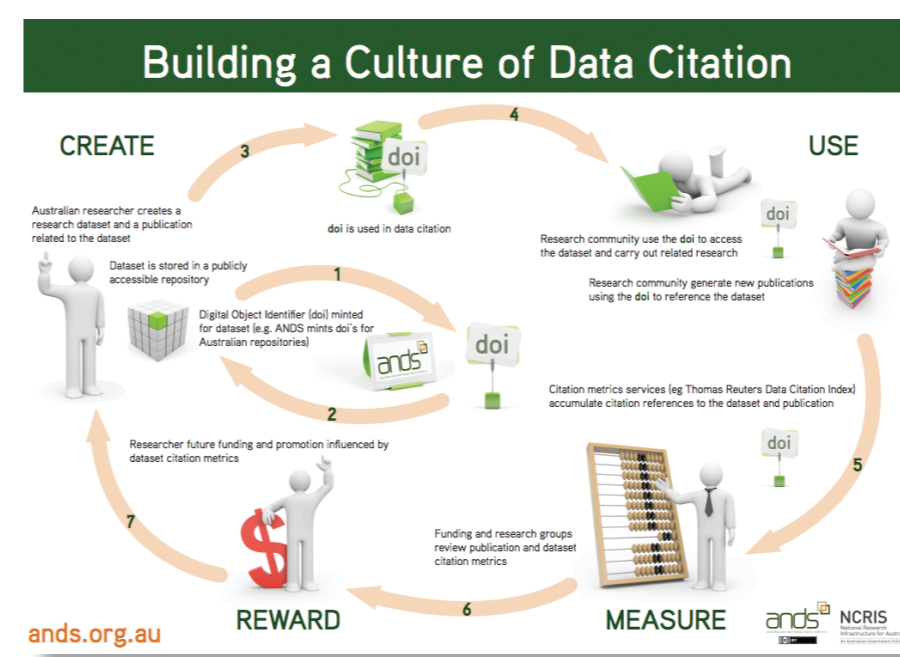 Building a Culture of Data Citation
CREATE
3
doi
4
USE
Australian researcher creates a
research dataset and a publication
related to the dataset
doi is used in data citation
doi
Research community use the doi to access
the dataset and carry out related research
Dataset is stored in a publicly
accessible repository
1
Research community generate new publications
using the doi to reference the dataset
Digital Object Identifier (doi) minted
for dataset (e.g. ANDS mints doi's for
Australian repositories)
ands
doi
2
Citation metrics services (eg Thomas Reuters Data Citation Index)
accumulate citation references to the dataset and publication
doi
5
Researcher future funding and promotion influenced by
dataset citation metrics
7
$
Funding and research groups
review publication and dataset
citation metrics
6
REWARD
MEASURE
ands.org.au
ands
NCRIS
National Research
Infrastructure for Austr
An Australian Government
BY